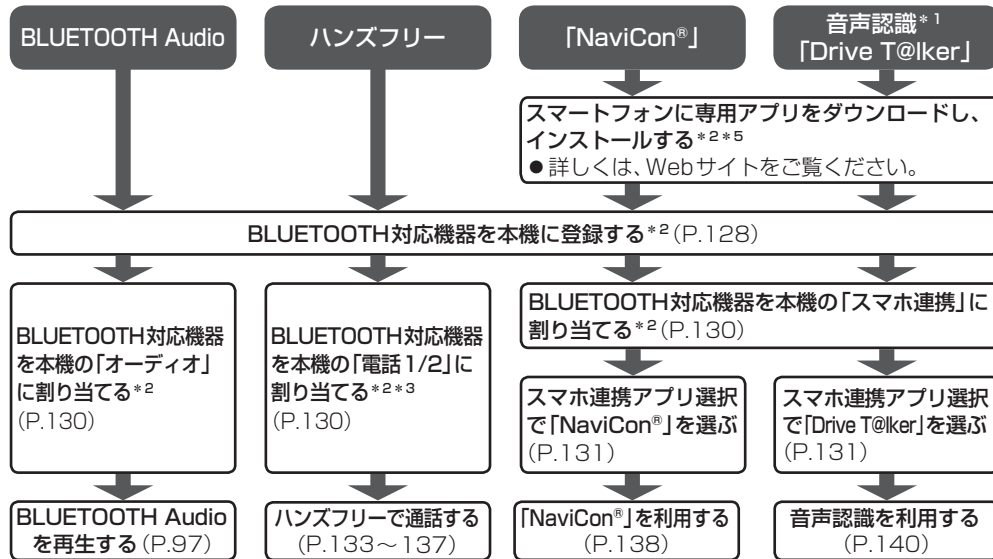 BLUETOOTH Audio
ハンズフリー
「NaviCon®」
音声認識*1
「Drive T@lker」
スマートフォンに専用アプリをダウンロードし、
インストールする*2*5
●詳しくは、Webサイトをご覧ください。
BLUETOOTH対応機器を本機に登録する*2(P.128)
BLUETOOTH対応機器
を本機の「オーディオ」
に割り当てる*2
(P.130)
BLUETOOTH対応機器
を本機の「電話1/2」に
割り当てる*2*3
(P.130)
BLUETOOTH対応機器を本機の「スマホ連携」に
割り当てる*2(P.130)
スマホ連携アプリ選択
で「NaviCon®」を選ぶ
(P.131)
スマホ連携アプリ選択
で「Drive T@lker」を選ぶ
(P.131)
BLUETOOTH Audio
を再生する(P.97)
ハンズフリーで通話する
(P.133～137)
「NaviCon®」を利用する
(P.138)
音声認識を利用する
(P.140)